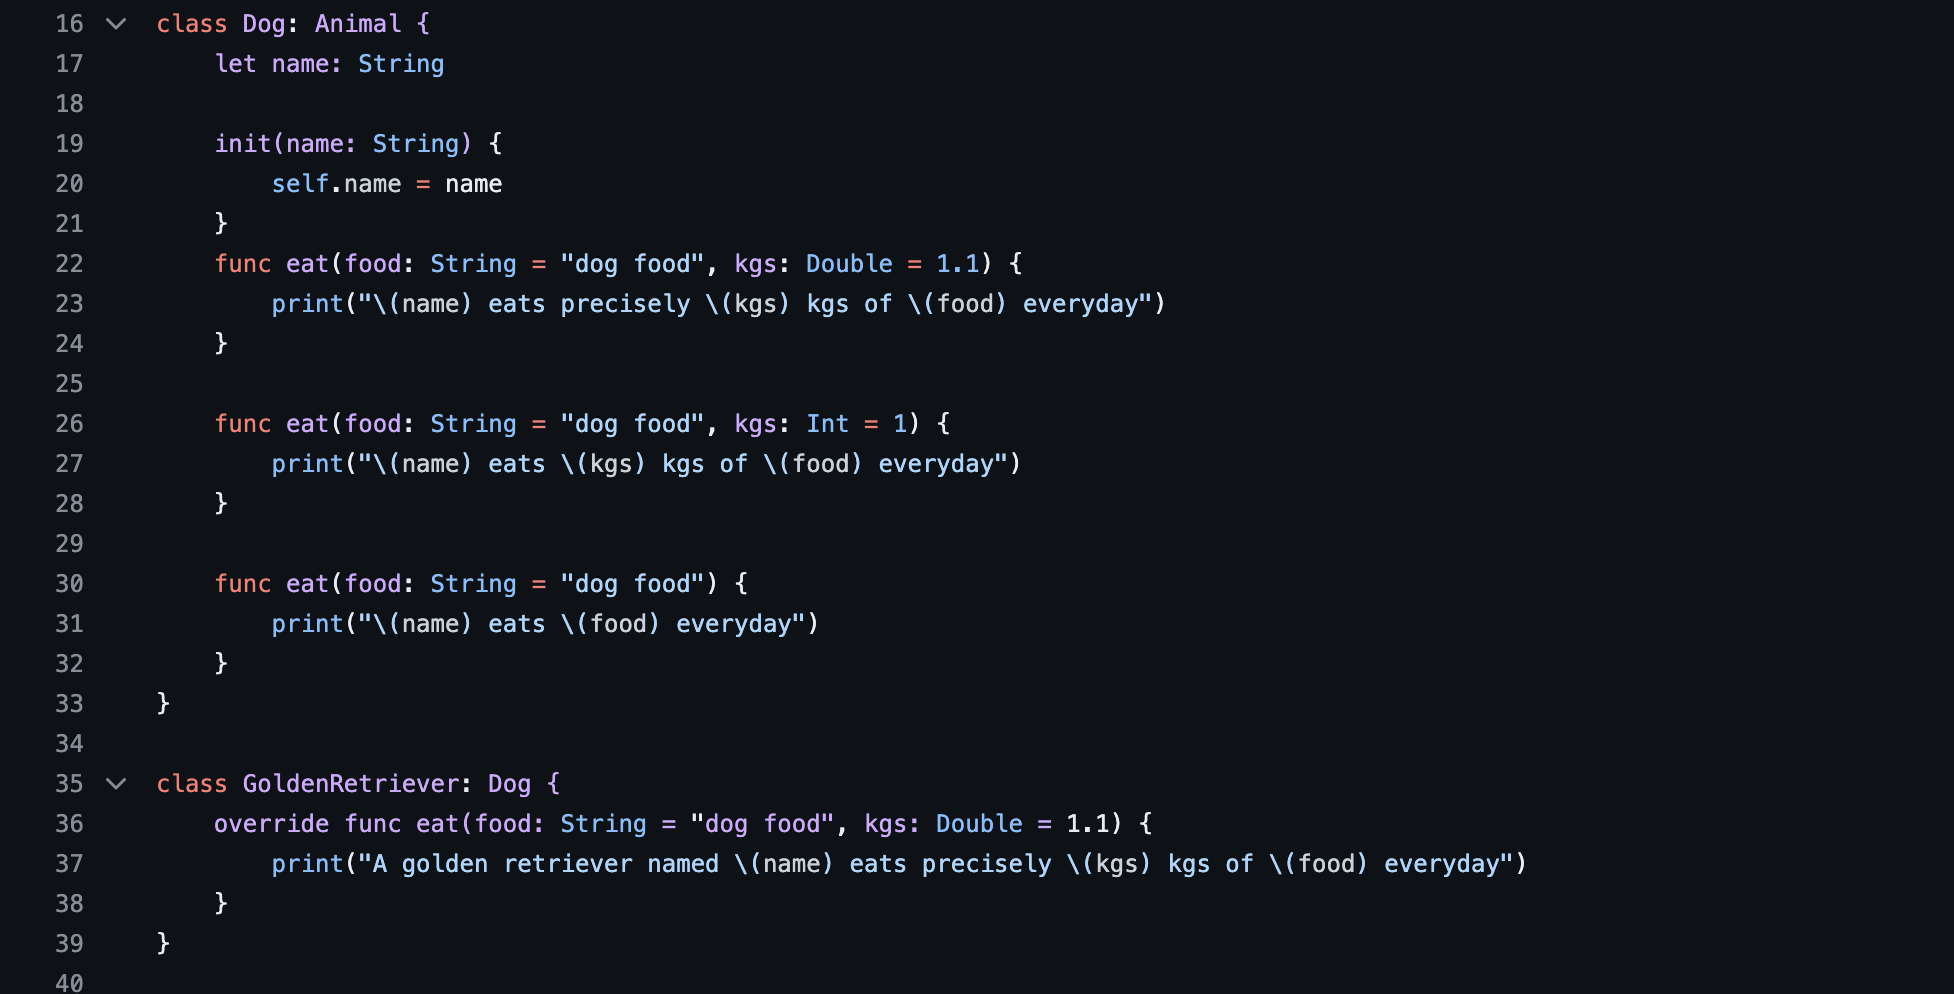 16 class Dog: Animal {
17     let name: String
18
19     init(name: String) {
20         self.name = name
21     }
22     func eat(food: String = "dog food", kgs: Double = 1.1) {
23         print("\(name) eats precisely \(kgs) kgs of \(food) everyday")
24     }
25
26     func eat(food: String = "dog food", kgs: Int = 1) {
27         print("\(name) eats \(kgs) kgs of \(food) everyday")
28     }
29
30     func eat(food: String = "dog food") {
31         print("\(name) eats \(food) everyday")
32     }
33 }
34
35 class GoldenRetriever: Dog {
36     override func eat(food: String = "dog food", kgs: Double = 1.1) {
37         print("A golden retriever named \(name) eats precisely \(kgs) kgs of \(food) everyday")
38     }
39 }
40